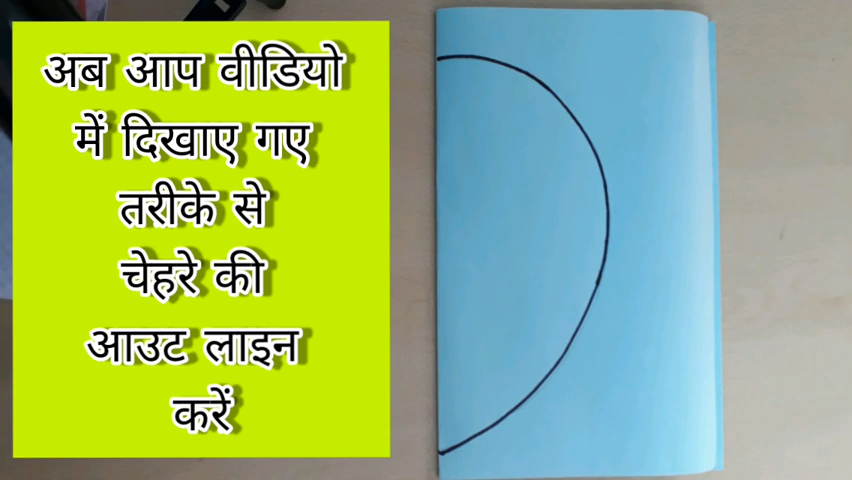 अब आप वीडियो
में दिखाए गए
तरीके से
चेहरे की
आउट लाइन
करें